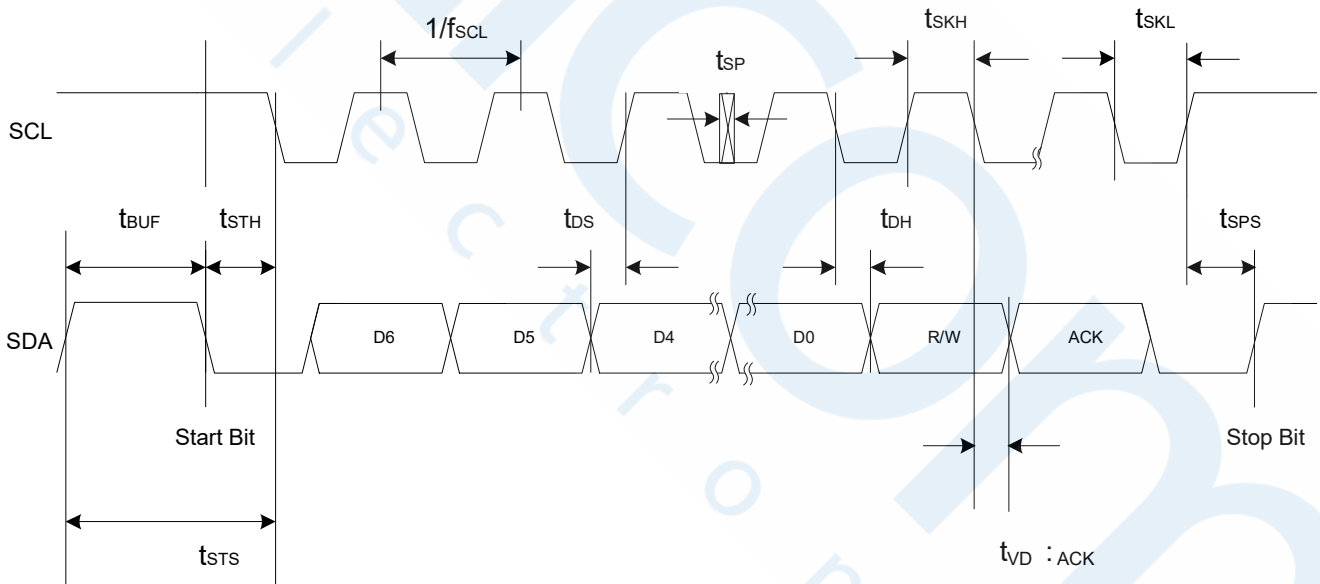 1/fSCL
tSP
tSKH
tSKL
SCL
tBUF
tSTH
tDS
tDH
tSPS
SDA
D6
D5
D4
D0
R/W
ACK
Start Bit
Stop Bit
tSTS
tVD : ACK
l e c t r o n
com